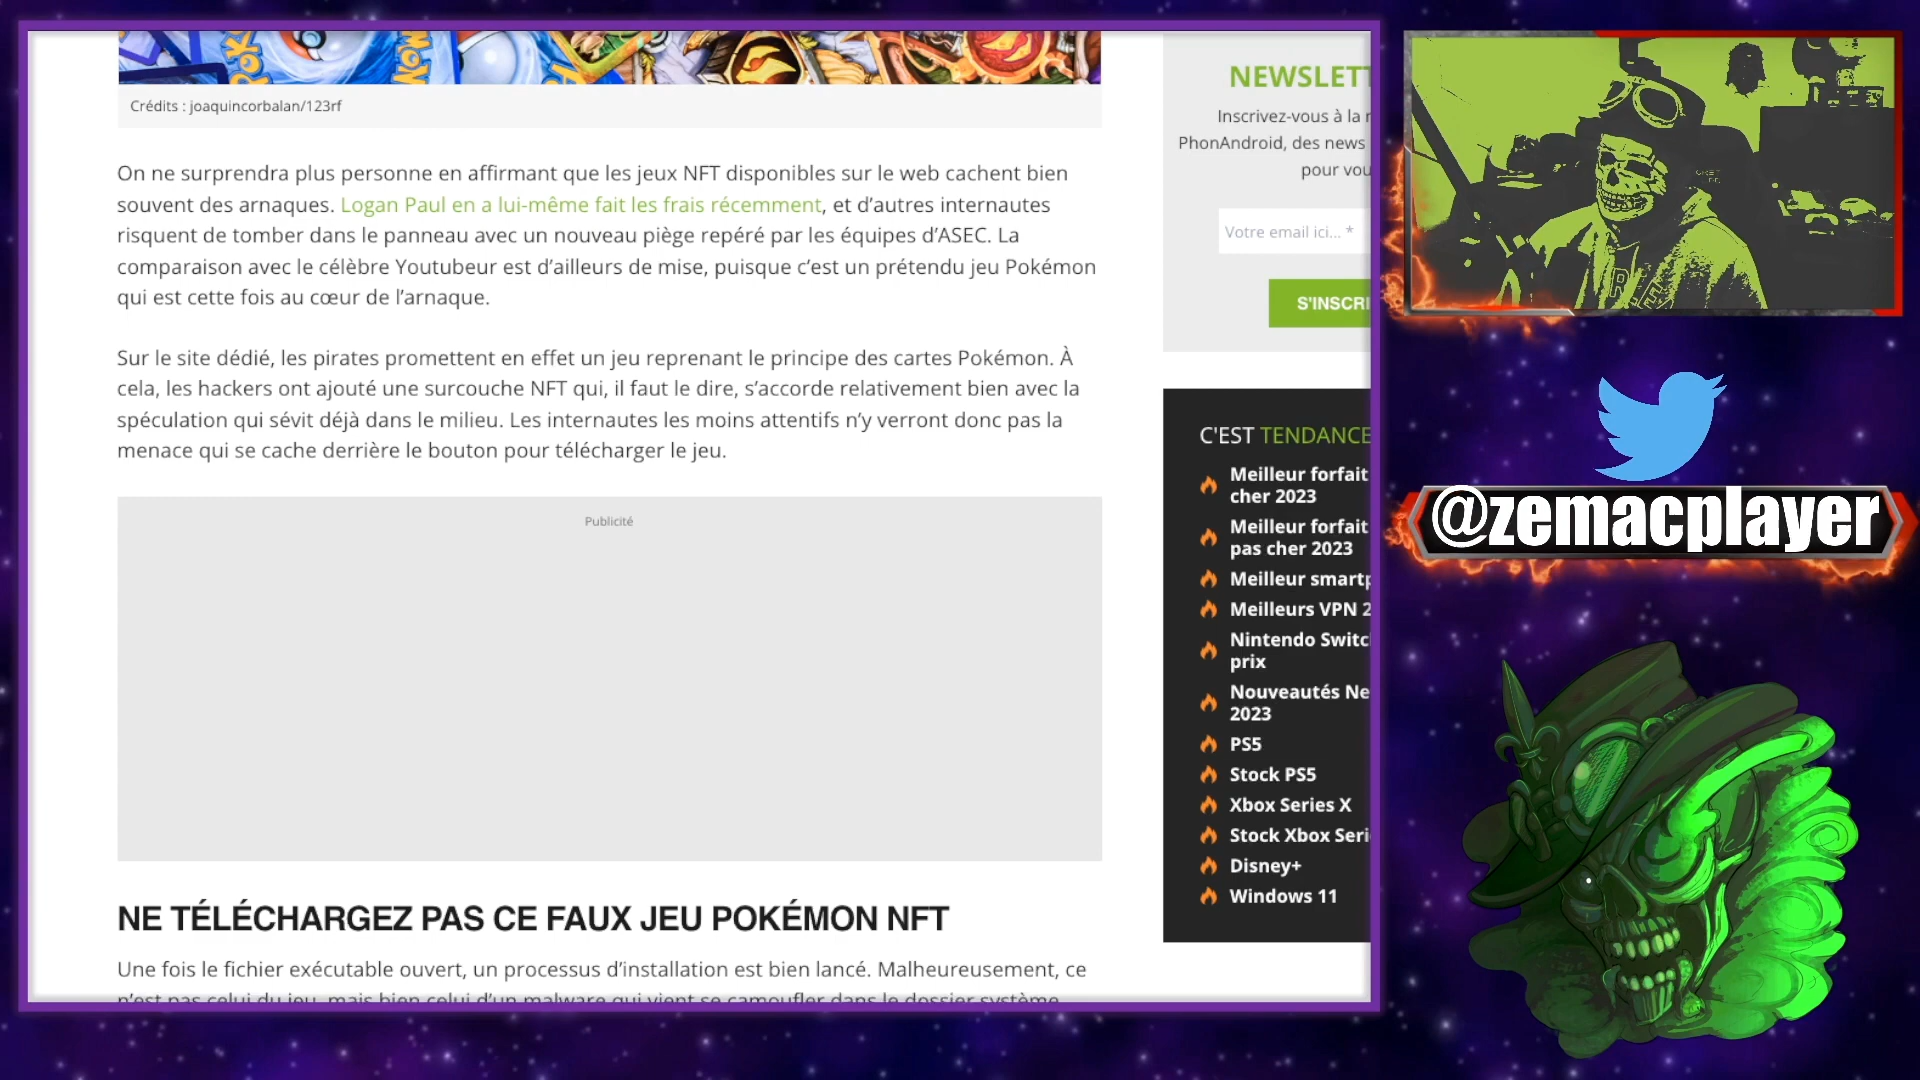 Crédits : joaquincorbalan/123rf
On ne surprendra plus personne en affirmant que les jeux NFT disponibles sur le web cachent bien
souvent des arnaques. Logan Paul en a lui-même fait les frais récemment, et d’autres internautes
risquent de tomber dans le panneau avec un nouveau piège repéré par les équipes d’ASEC. La
comparaison avec le célèbre Youtubeur est d’ailleurs de mise, puisque c’est un prétendu jeu Pokémon
qui est cette fois au cœur de l’arnaque.
Sur le site dédié, les pirates promettent en effet un jeu reprenant le principe des cartes Pokémon. À
cela, les hackers ont ajouté une surcouche NFT qui, il faut le dire, s’accorde relativement bien avec la
spéculation qui sévit déjà dans le milieu. Les internautes les moins attentifs n’y verront donc pas la
menace qui se cache derrière le bouton pour télécharger le jeu.
Publicité
NE TÉLÉCHARGEZ PAS CE FAUX JEU POKÉMON NFT
Une fois le fichier exécutable ouvert, un processus d’installation est bien lancé. Malheureusement, ce
n’est pas celui du jeu, mais bien celui d’un malware qui vient se camoufler dans le dossier système
NEWSLETT
Inscrivez-vous à la
PhonAndroid, des news
pour vou
Votre email ici... *
S'INSCRI
C'EST TENDANCE
Meilleur forfait
cher 2023
Meilleur forfait
pas cher 2023
Meilleur smartp
Meilleurs VPN 2
Nintendo Switc
prix
Nouveautés Ne
2023
PS5
Stock PS5
Xbox Series X
Stock Xbox Seri
Disney+
Windows 11
@zemacplayer